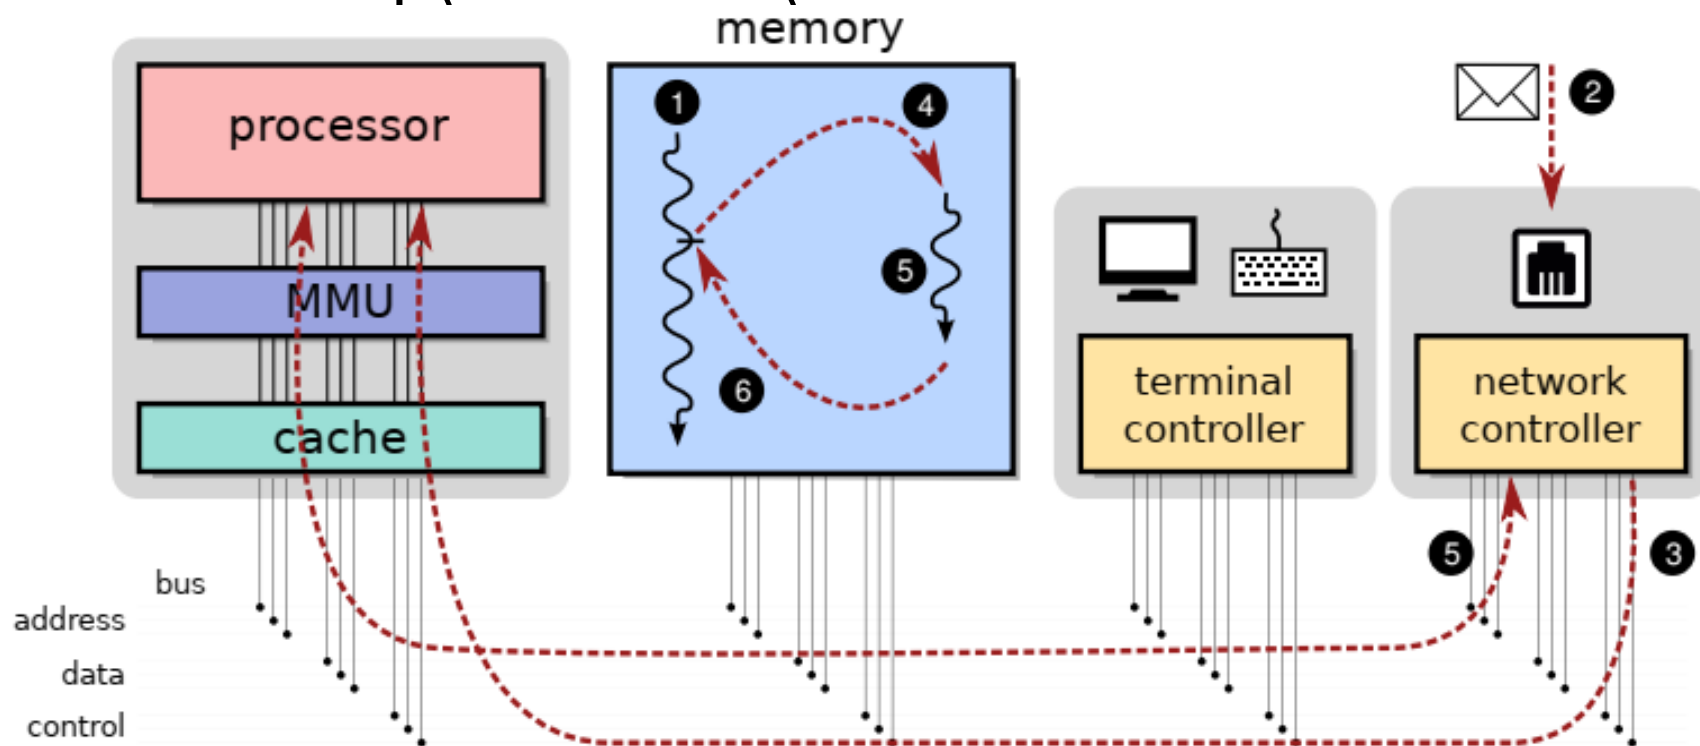 memory
processor
MMU
cache
1
4
5
6
2
terminal
controller
network
controller
5
3
bus
address
data
control